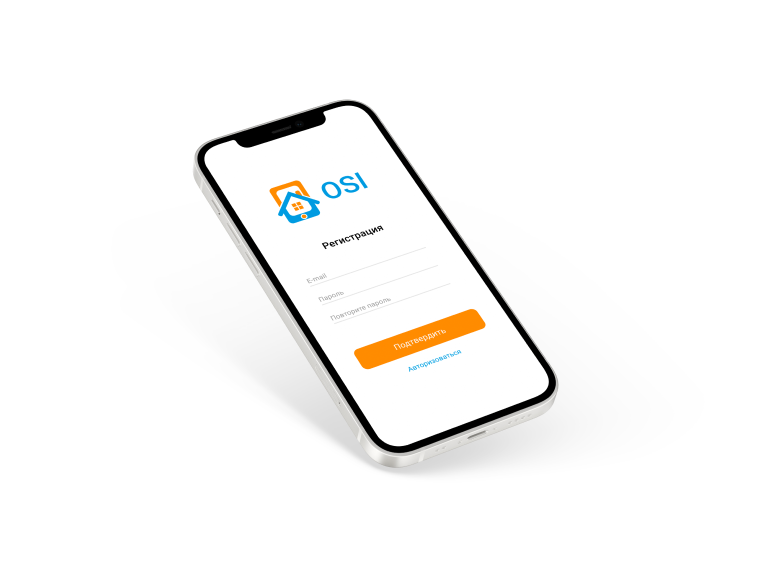 OSI
Регистрация
E-mail
Пароль
Повторите пароль
Подтвердить
Авторизоваться